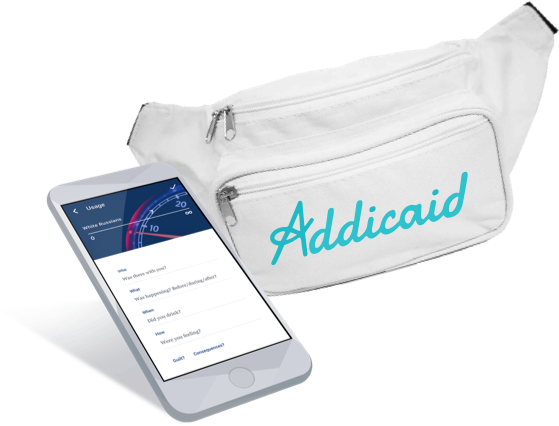 Addicaid
Usage
White Russians
0
10
20
∞
Who
Was there with you?
What
Was happening? Before/during/after?
When
Did you drink?
How
Were you feeling?
Guilt? Consequences?